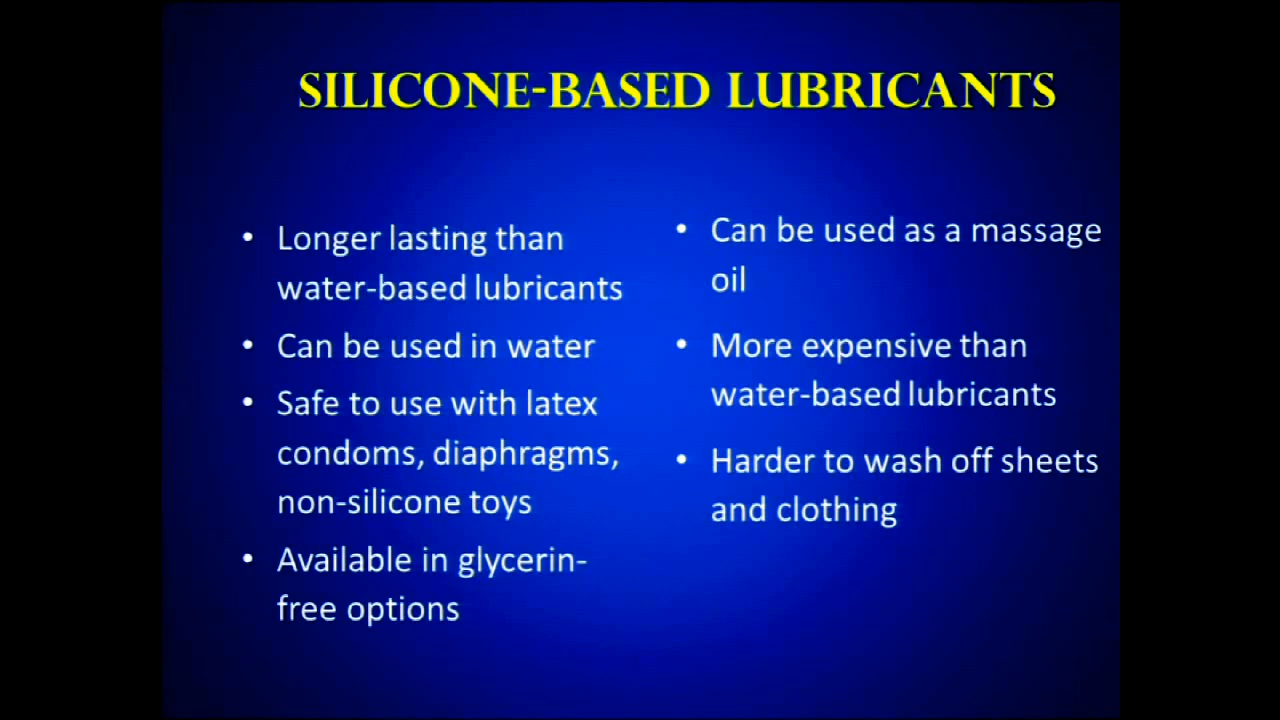 SILICONE-BASED LUBRICANTS
• Longer lasting than
water-based lubricants
• Can be used in water
• Safe to use with latex
condoms, diaphragms,
non-silicone toys
• Available in glycerin-
free options
• Can be used as a massage
oil
• More expensive than
water-based lubricants
• Harder to wash off sheets
and clothing